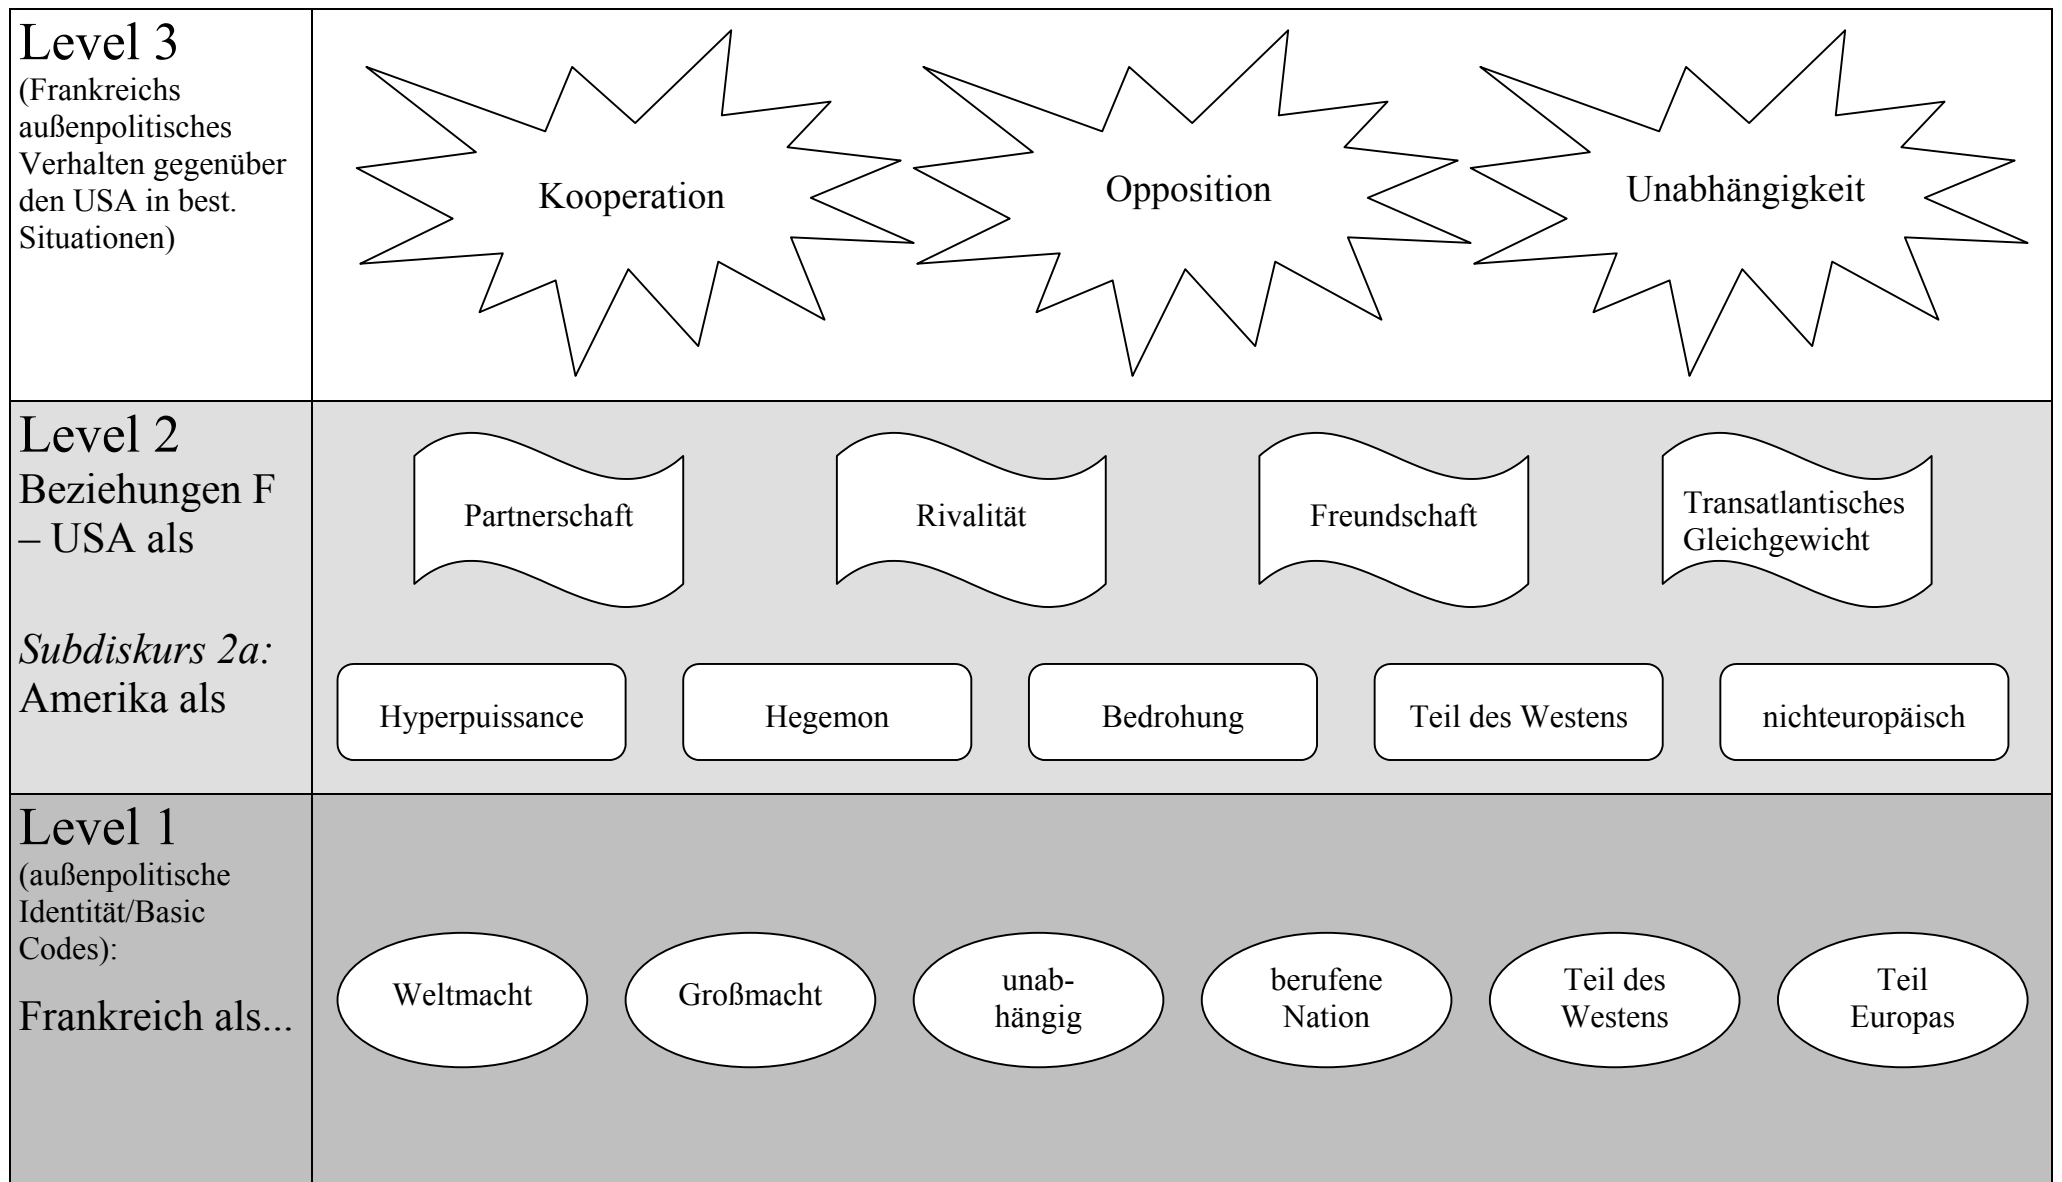 Level 3
(Frankreichs
außenpolitisches
Verhalten gegenüber
den USA in best.
Situationen)
Kooperation
Opposition
Unabhängigkeit
Level 2
Beziehungen F
– USA als
Partnerschaft
Rivalität
Freundschaft
Transatlantisches
Gleichgewicht
Subdiskurs 2a:
Amerika als
Hyperpuissance
Hegemon
Bedrohung
Teil des Westens
nichteuropäisch
Level 1
(außenpolitische
Identität/Basic
Codes):
Frankreich als...
Weltmacht
Großmacht
unab-
hängig
berufene
Nation
Teil des
Westens
Teil
Europas